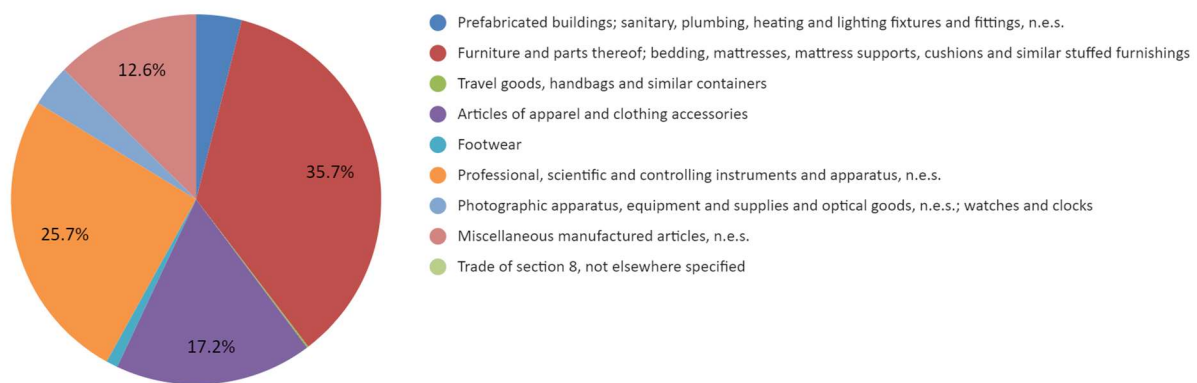 12.6%
35.7%
25.7%
17.2%
Prefabricated buildings; sanitary, plumbing, heating and lighting fixtures and fittings, n.e.s.
Furniture and parts thereof; bedding, mattresses, mattress supports, cushions and similar stuffed furnishings
Travel goods, handbags and similar containers
Articles of apparel and clothing accessories
Footwear
Professional, scientific and controlling instruments and apparatus, n.e.s.
Photographic apparatus, equipment and supplies and optical goods, n.e.s.; watches and clocks
Miscellaneous manufactured articles, n.e.s.
Trade of section 8, not elsewhere specified